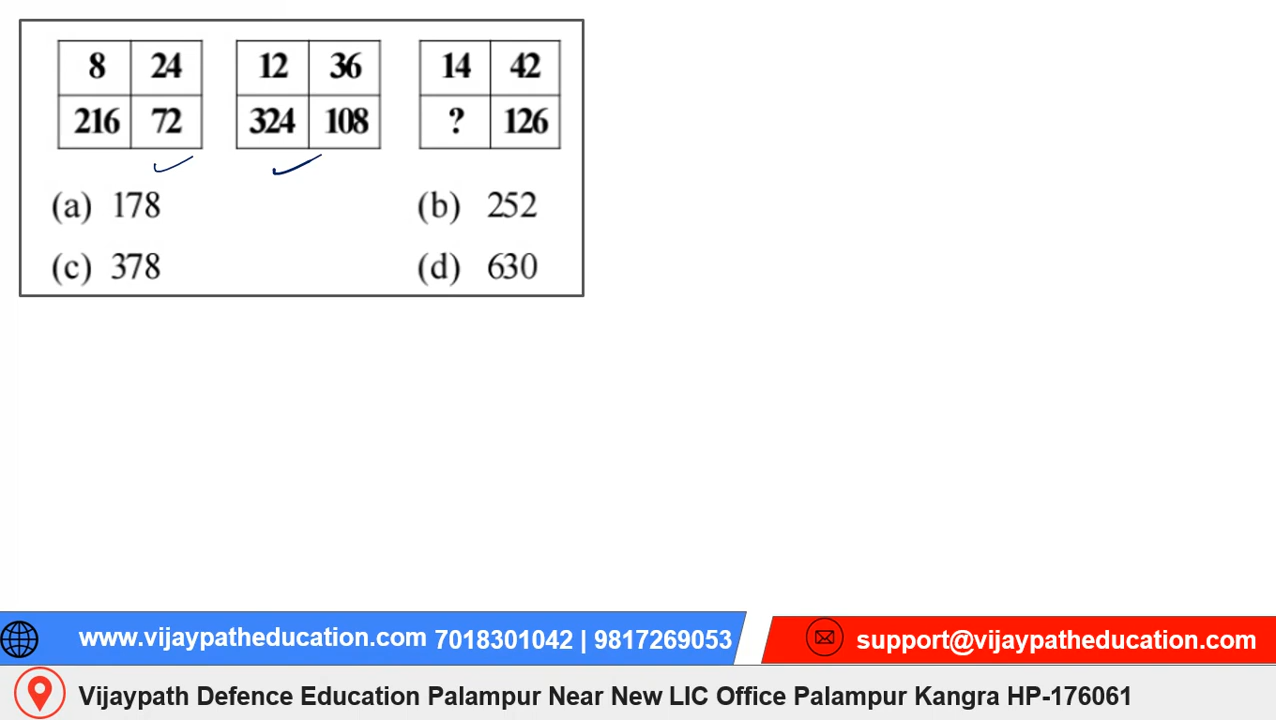 8 24 12 36 14 42
216 72 324 108 ? 126
(a) 178 (b) 252
(c) 378 (d) 630
www.vijaypatheducation.com 7018301042 | 9817269053 support@vijaypatheducation.com
Vijaypath Defence Education Palampur Near New LIC Office Palampur Kangra HP-176061